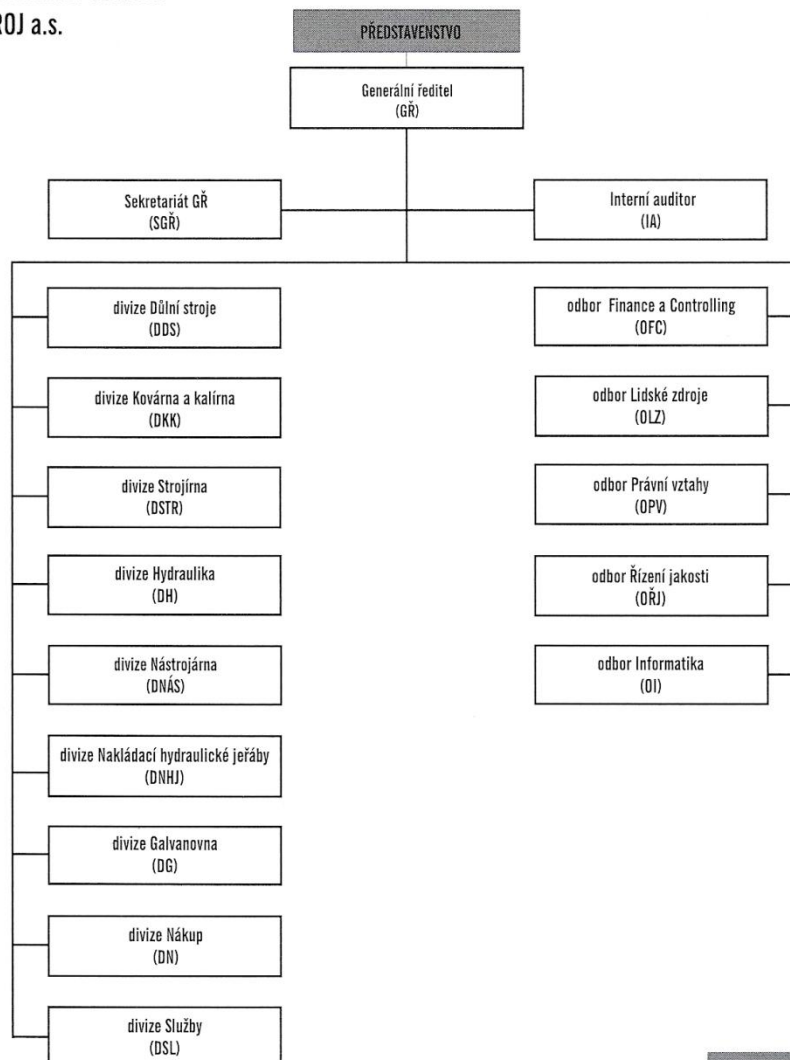 PŘEDSTAVENSTVO
Generální ředitel
(GŘ)
Sekretariát GŘ
(SGŘ)
Interní auditor
(IA)
divize Důlní stroje
(DDS)
divize Kovárna a kalírna
(DKK)
divize Strojírna
(DSTR)
divize Hydraulika
(DH)
divize Nástrojárna
(DNÁS)
divize Nakládací hydraulické jeřáby
(DNHJ)
divize Galvanovna
(DG)
divize Nákup
(DN)
divize Služby
(DSL)
odbor Finance a Controlling
(OFC)
odbor Lidské zdroje
(OLZ)
odbor Právní vztahy
(OPV)
odbor Řízení jakosti
(OŘJ)
odbor Informatika
(OI)
a.s.